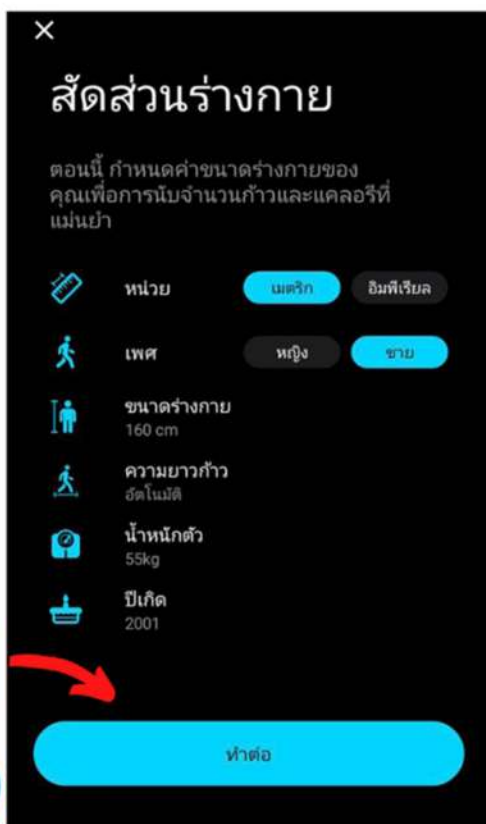 สัดส่วนร่างกาย
ตอนนี้ กำหนดค่าขนาดร่างกายของ
คุณเพื่อการนับจำนวนก้าวและแคลอรีที่
แม่นยำ
หน่วย เมตริก อิมพีเรียล
เพศ หญิง ชาย
ขนาดร่างกาย
160 cm
ความยาวก้าว
อัตโนมัติ
น้ำหนักตัว
55kg
ปีเกิด
2001
ทำต่อ